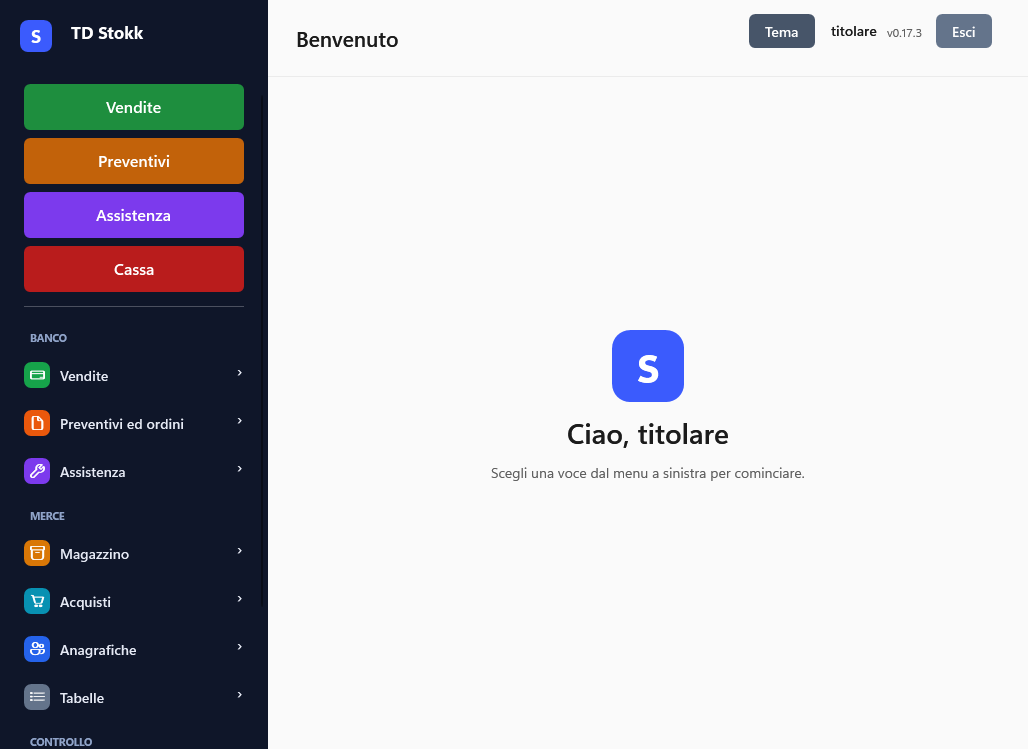 S
TD Stokk
Vendite
Preventivi
Assistenza
Cassa
BANCO
Vendite
Preventivi ed ordini
Assistenza
MERCE
Magazzino
Acquisti
Anagrafiche
Tabelle
CONTROLLO
Benvenuto
Tema
titolare v0.17.3
Esci
S
Ciao, titolare
Scegli una voce dal menu a sinistra per cominciare.